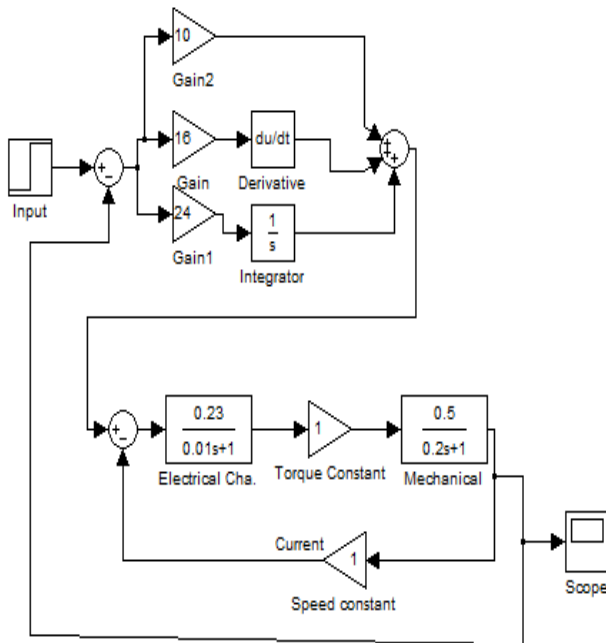 10
Gain2
+
-
16
Gain
du/dt
Derivative
+
+
+
Input
24
Gain1
1
s
Integrator
+
-
0.23
0.01s+1
Electrical Cha.
1
Torque Constant
0.5
0.2s+1
Mechanical
Current
1
Speed constant
Scope